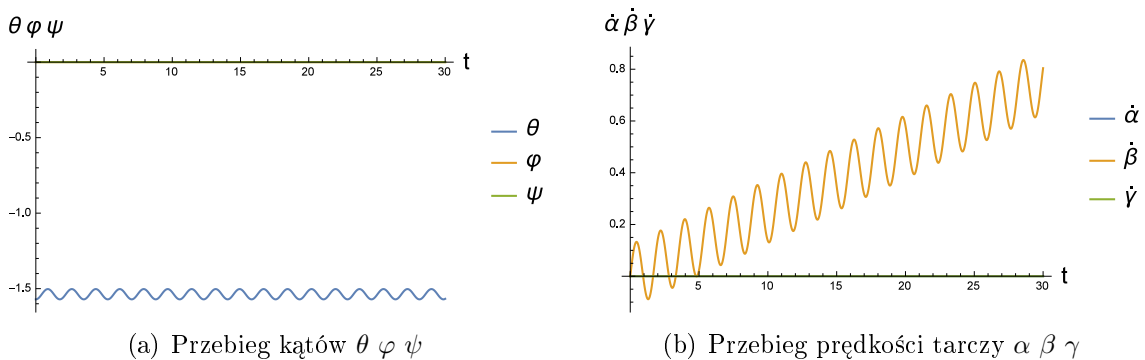 θ φ ψ
t
5 10 15 20 25 30
-0.5
-1.0
-1.5
θ
φ
ψ
(a) Przebieg kątów θ φ ψ
α̇ β̇ γ̇
0.8
0.6
0.4
0.2
t
5 10 15 20 25 30
α̇
β̇
γ̇
(b) Przebieg prędkości tarczy α β γ